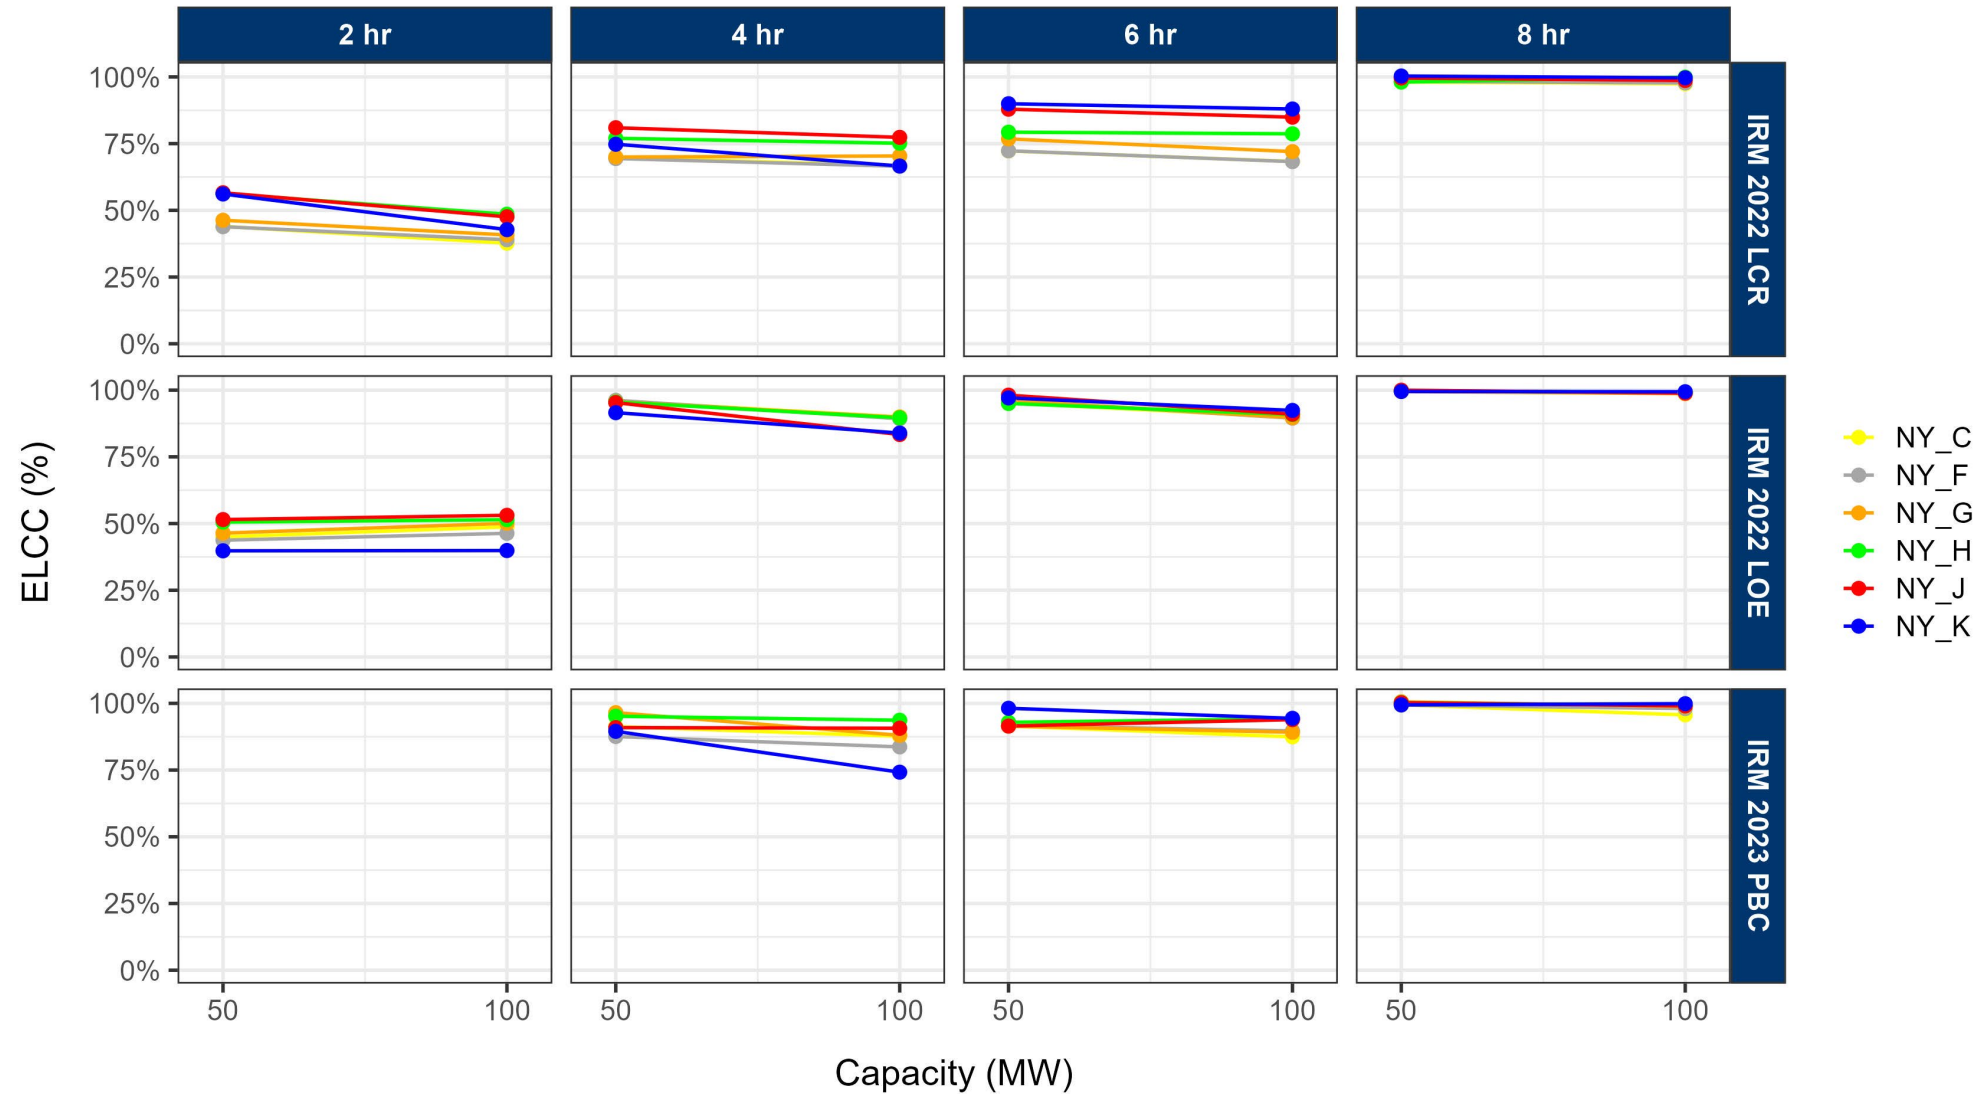 2 hr 4 hr 6 hr 8 hr
100%
75%
50%
25%
0%
IRM 2022 LCR
100%
75%
50%
25%
0%
IRM 2022 LOE
100%
75%
50%
25%
0%
IRM 2023 PBC
50 100 50 100 50 100 50 100
Capacity (MW)
ELCC (%)
NY_C
NY_F
NY_G
NY_H
NY_J
NY_K